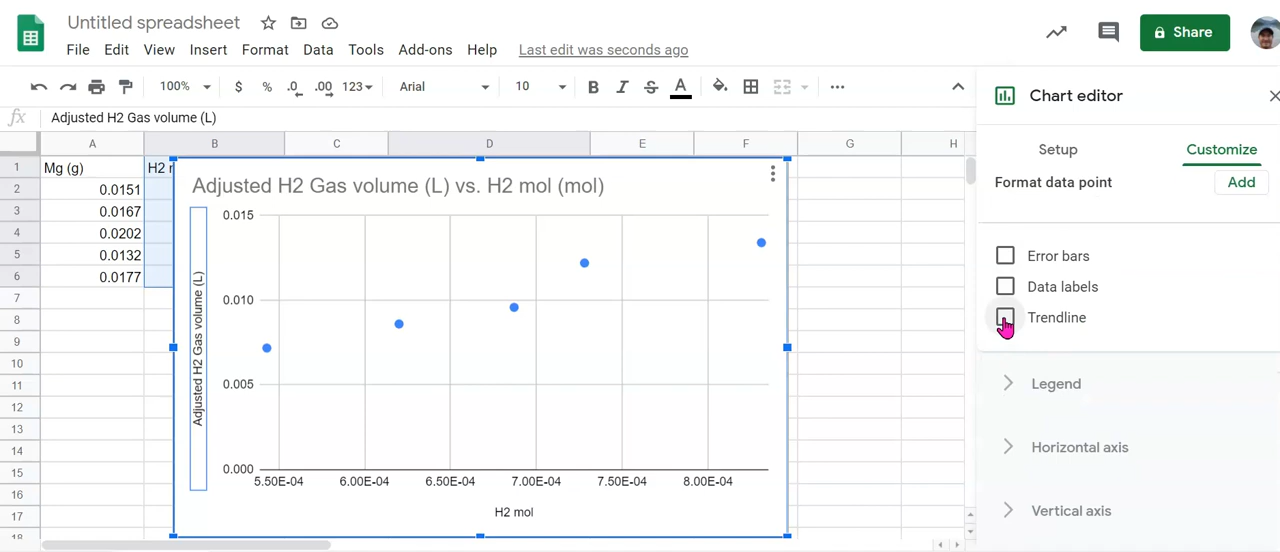 Untitled spreadsheet
File Edit View Insert Format Data Tools Add-ons Help Last edit was seconds ago
Share
100% $ % .0 .00 123 Arial 10 B I S A
Chart editor
fx Adjusted H2 Gas volume (L)
Setup Customize
A B C D E F G H
1 Mg (g) H2
Format data point Add
2 0.0151
3 0.0167
4 0.0202
5 0.0132
6 0.0177
7
8
9
10
11
12
13
14
15
16
17
18
Adjusted H2 Gas volume (L) vs. H2 mol (mol)
Adjusted H2 Gas volume (L)
0.015
0.010
0.005
0.000
5.50E-04 6.00E-04 6.50E-04 7.00E-04 7.50E-04 8.00E-04
H2 mol
Error bars
Data labels
Trendline
Legend
Horizontal axis
Vertical axis